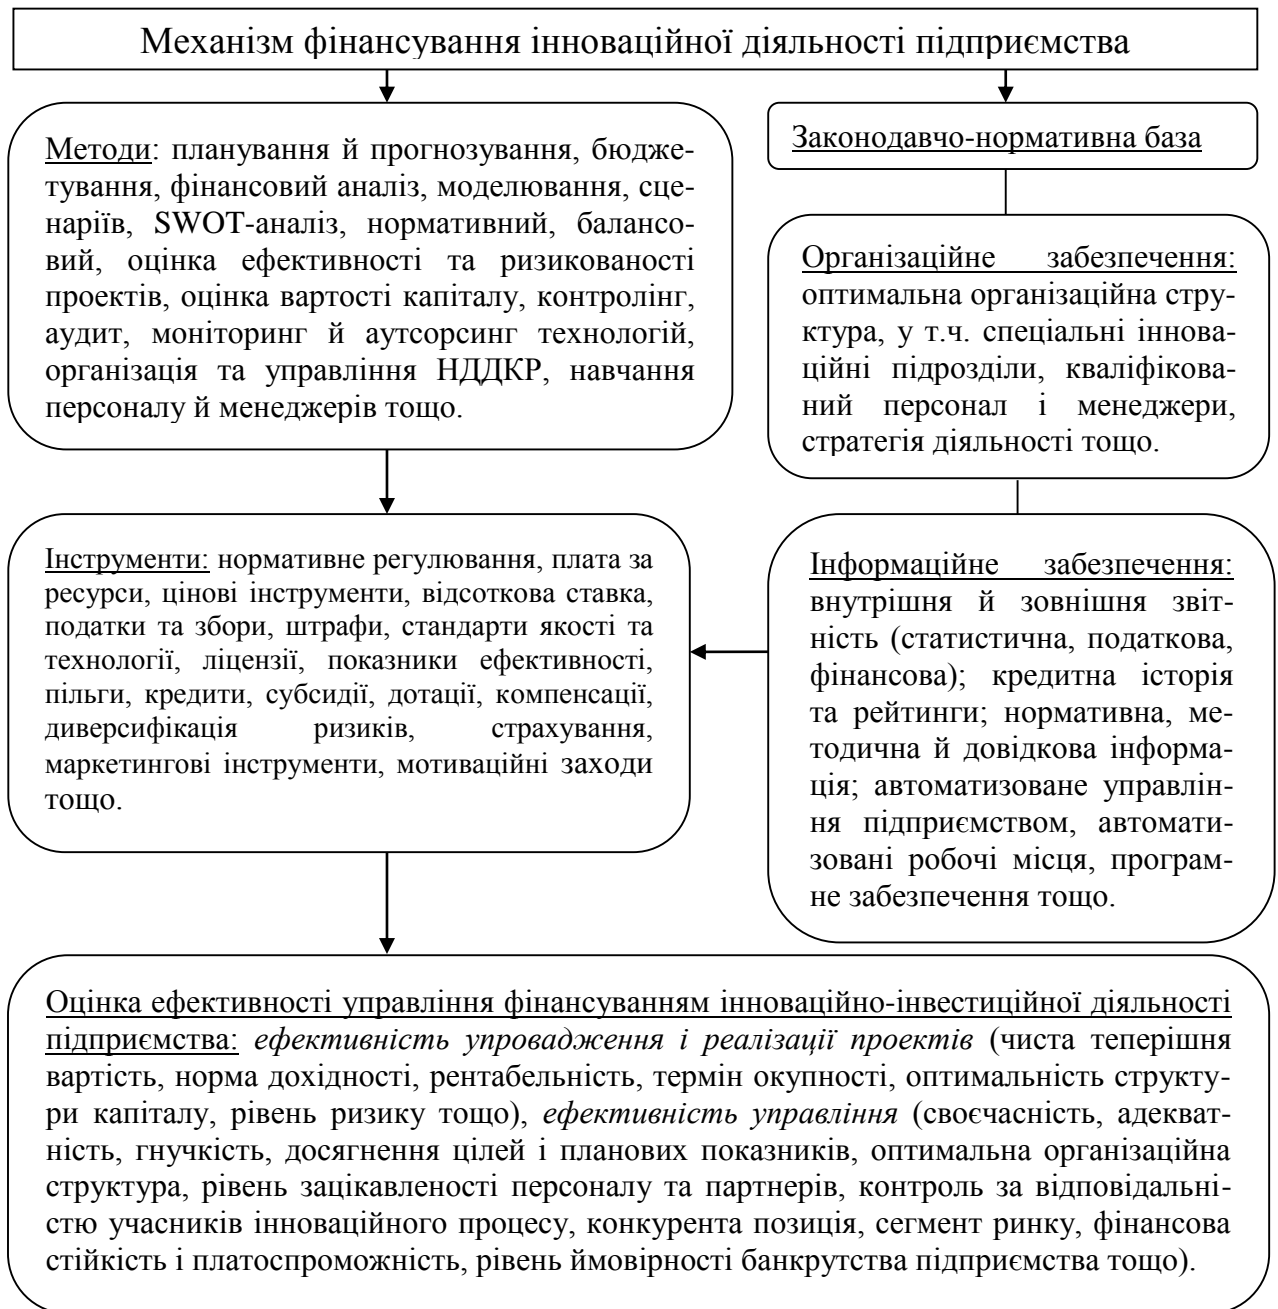 Механізм фінансування інноваційної діяльності підприємства
Методи: планування й прогнозування, бюдже-
тування, фінансовий аналіз, моделювання, сце-
наріїв, SWOT-аналіз, нормативний, балансо-
вий, оцінка ефективності та ризикованості
проектів, оцінка вартості капіталу, контролінг,
аудит, моніторинг й аутсорсинг технологій,
організація та управління НДДКР, навчання
персоналу й менеджерів тощо.
Законодавчо-нормативна база
Організаційне забезпечення:
оптимальна організаційна стру-
ктура, у т.ч. спеціальні іннова-
ційні підрозділи, кваліфікова-
ний персонал і менеджери,
стратегія діяльності тощо.
Інструменти: нормативне регулювання, плата за
ресурси, цінові інструменти, відсоткова ставка,
податки та збори, штрафи, стандарти якості та
технології, ліцензії, показники ефективності,
пільги, кредити, субсидії, дотації, компенсації,
диверсифікація ризиків, страхування,
маркетингові інструменти, мотиваційні заходи
тощо.
Інформаційне забезпечення:
внутрішня й зовнішня звіт-
ність (статистична, податкова,
фінансова); кредитна історія
та рейтинги; нормативна, ме-
тодична й довідкова інформа-
ція; автоматизоване управлін-
ня підприємством, автомати-
зовані робочі місця, програм-
не забезпечення тощо.
Оцінка ефективності управління фінансуванням інноваційно-інвестиційної діяльності
підприємства: ефективність упровадження і реалізації проектів (чиста теперішня
вартість, норма дохідності, рентабельність, термін окупності, оптимальність структу-
ри капіталу, рівень ризику тощо), ефективність управління (своєчасність, адекват-
ність, гнучкість, досягнення цілей і планових показників, оптимальна організаційна
структура, рівень зацікавленості персоналу та партнерів, контроль за відповідальні-
стю учасників інноваційного процесу, конкурента позиція, сегмент ринку, фінансова
стійкість і платоспроможність, рівень ймовірності банкрутства підприємства тощо).